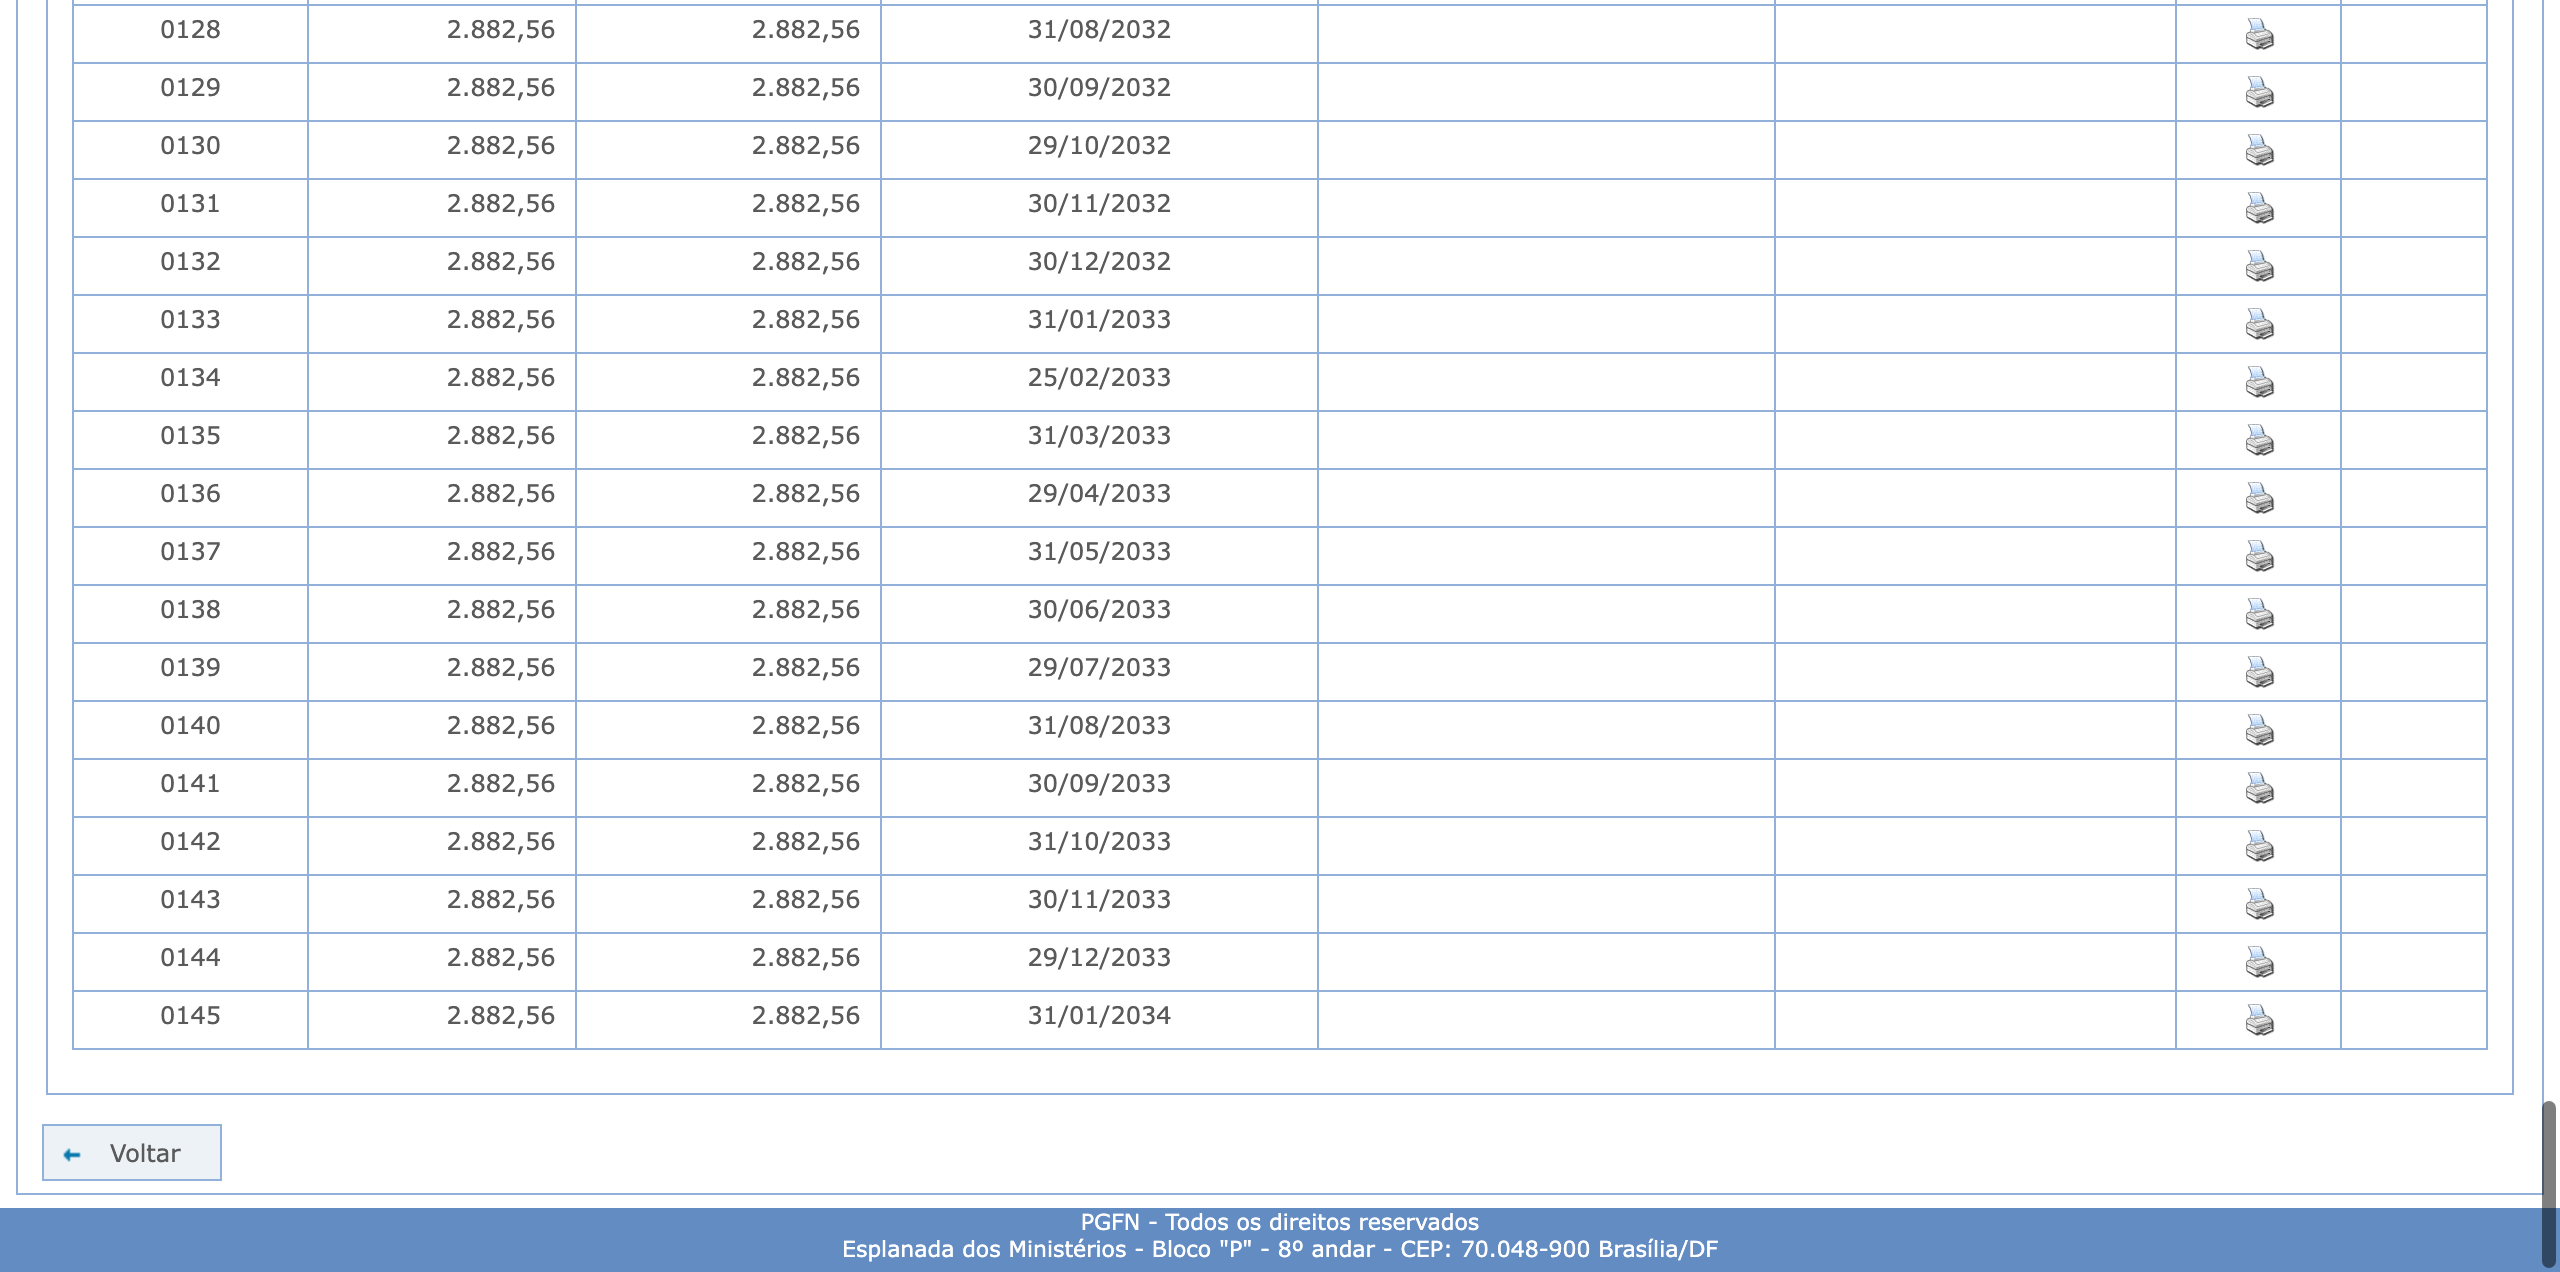 0128 2.882,56 2.882,56 31/08/2032
0129 2.882,56 2.882,56 30/09/2032
0130 2.882,56 2.882,56 29/10/2032
0131 2.882,56 2.882,56 30/11/2032
0132 2.882,56 2.882,56 30/12/2032
0133 2.882,56 2.882,56 31/01/2033
0134 2.882,56 2.882,56 25/02/2033
0135 2.882,56 2.882,56 31/03/2033
0136 2.882,56 2.882,56 29/04/2033
0137 2.882,56 2.882,56 31/05/2033
0138 2.882,56 2.882,56 30/06/2033
0139 2.882,56 2.882,56 29/07/2033
0140 2.882,56 2.882,56 31/08/2033
0141 2.882,56 2.882,56 30/09/2033
0142 2.882,56 2.882,56 31/10/2033
0143 2.882,56 2.882,56 30/11/2033
0144 2.882,56 2.882,56 29/12/2033
0145 2.882,56 2.882,56 31/01/2034
Voltar
PGFN - Todos os direitos reservados
Esplanada dos Ministérios - Bloco "P" - 8º andar - CEP: 70.048-900 Brasília/DF